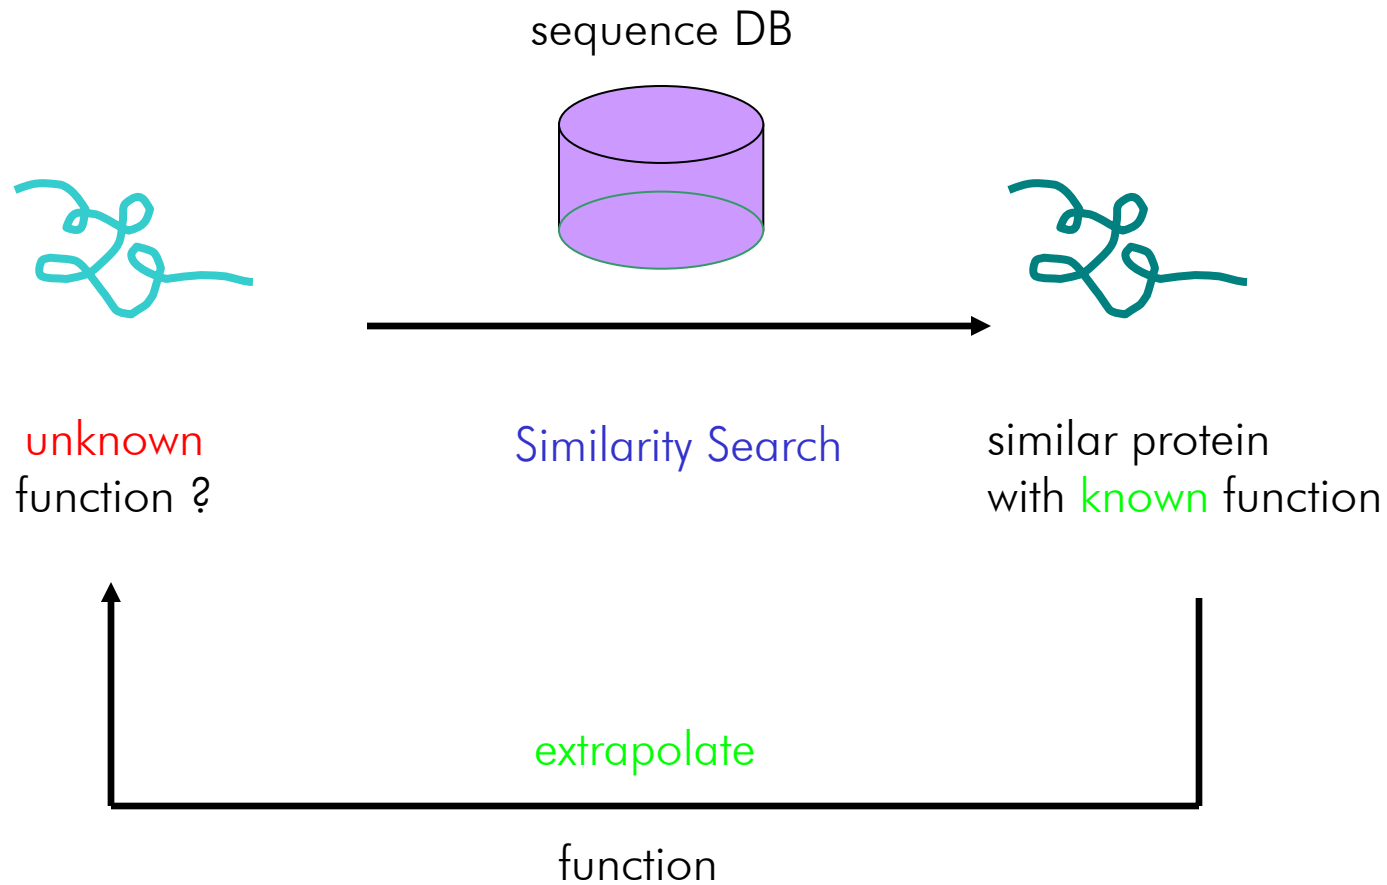 sequence DB
unknown
function ?
Similarity Search
similar protein
with known function
extrapolate
function